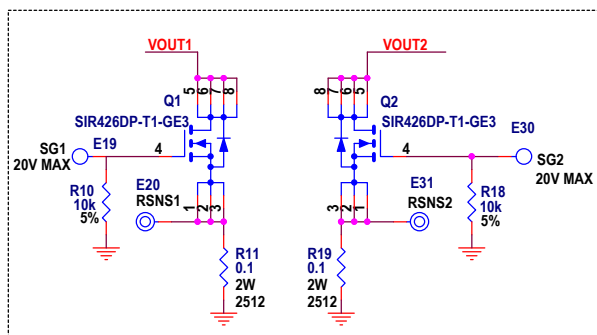 VOUT1
VOUT2
5
6
7
8
8
7
6
5
Q1
Q2
SIR426DP-T1-GE3
SIR426DP-T1-GE3
E19
E30
SG1
4
4
SG2
20V MAX
20V MAX
R10
10k
5%
E20
RSNS1
1
2
3
3
2
1
E31
RSNS2
R18
10k
5%
R11
0.1
2W
2512
R19
0.1
2W
2512